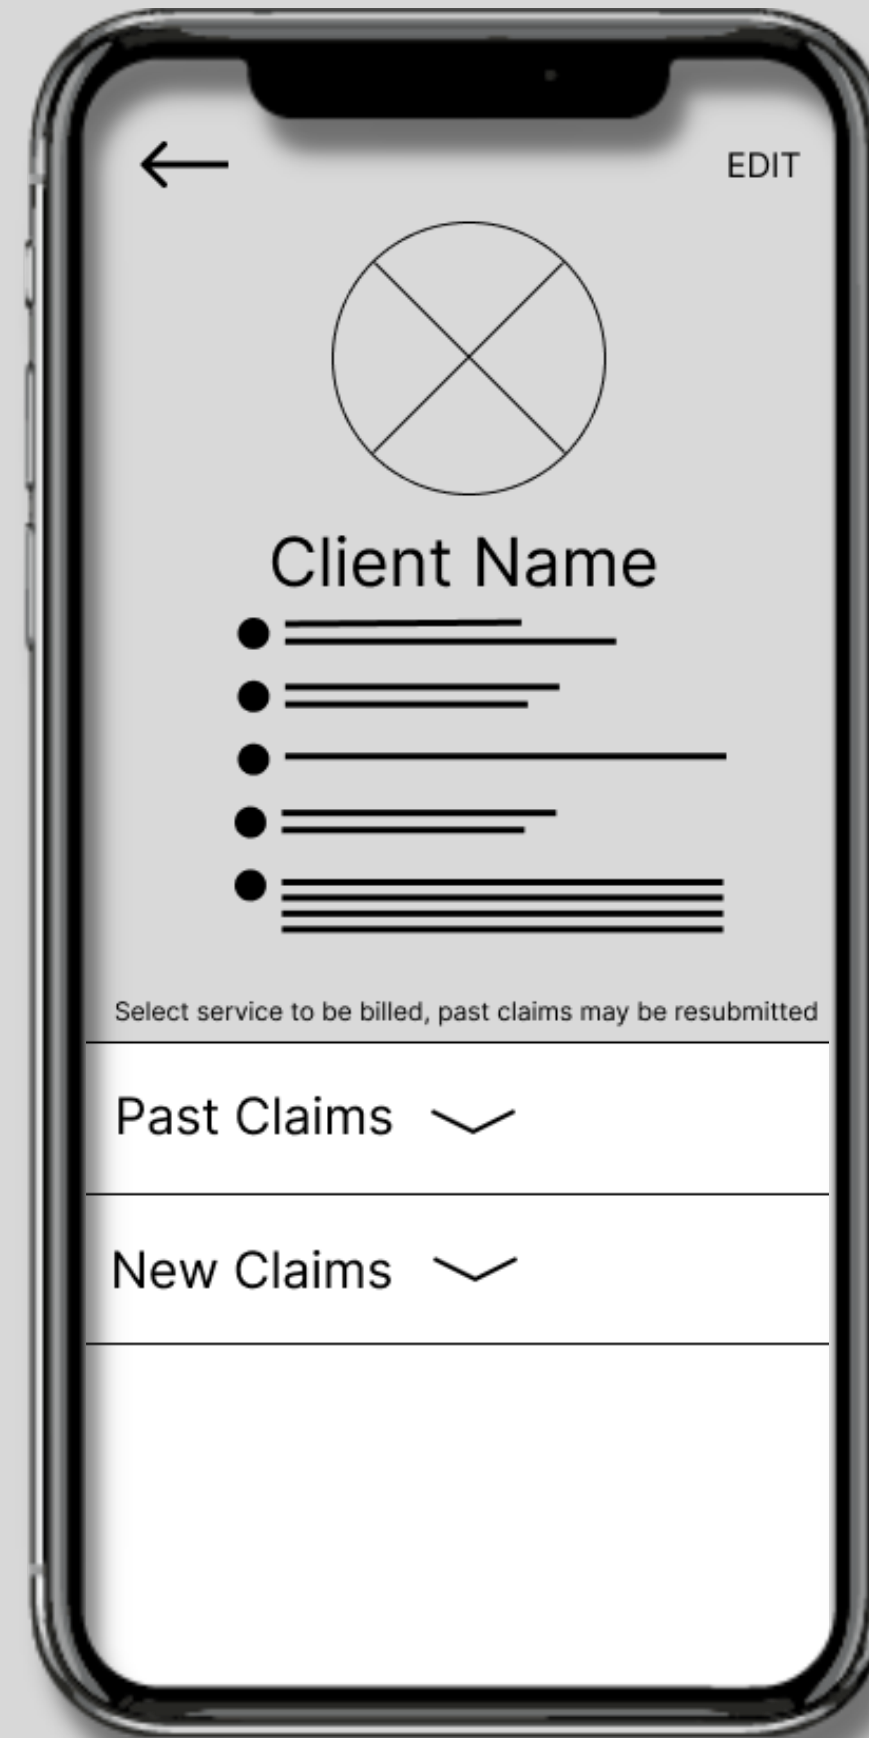 EDIT
Client Name
Select service to be billed, past claims may be resubmitted
Past Claims
New Claims